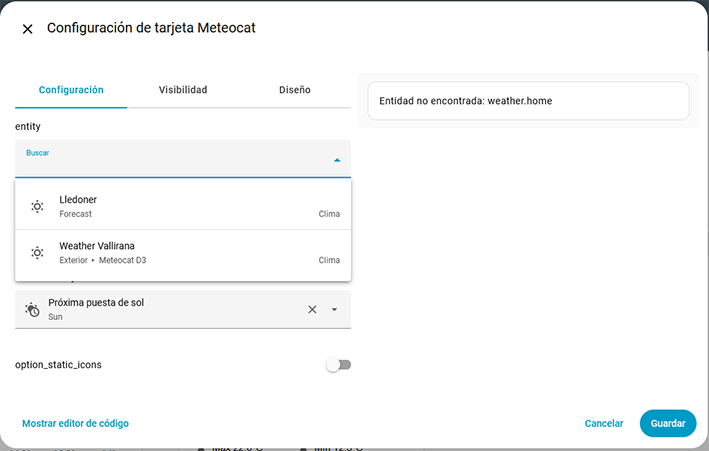 Configuración de tarjeta Meteocat
Configuración
Visibilidad
Diseño
entity
Buscar
Lledoner
Forecast
Clima
Weather Vallirana
Exterior • Meteocat D3
Clima
Próxima puesta de sol
Sun
option_static_icons
Entidad no encontrada: weather.home
Mostrar editor de código
Cancelar
Guardar